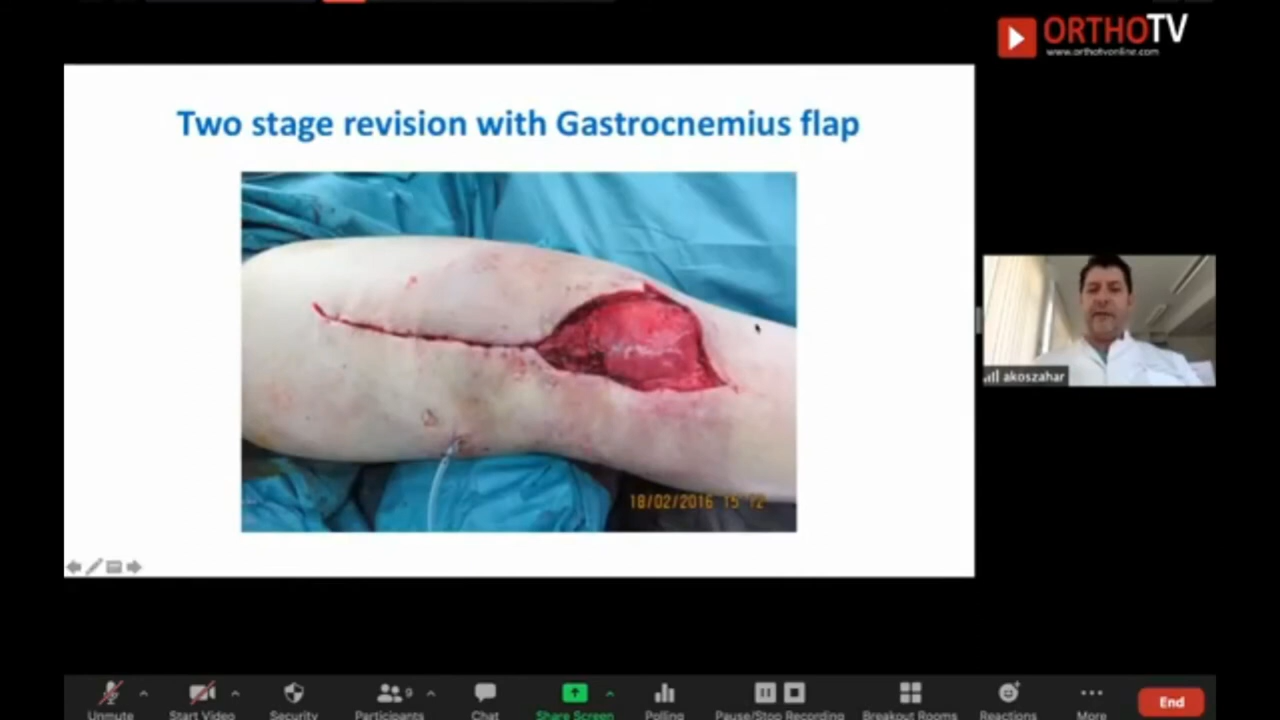 ORTHOTV
www.orthotvonline.com
Two stage revision with Gastrocnemius flap
akoszahar
18/02/2016 15 12
Unmute
Start Video
Security
9
Participants
Chat
Share Screen
Polling
Pause/Stop Recording
Breakout Rooms
Reactions
More
End